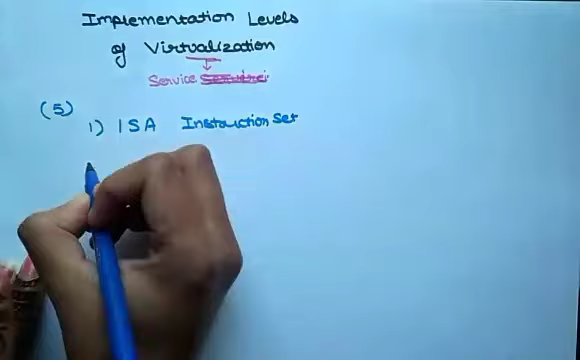 Implementation Levels
of Virtualization
Service
(5)
1) ISA Instruction Set